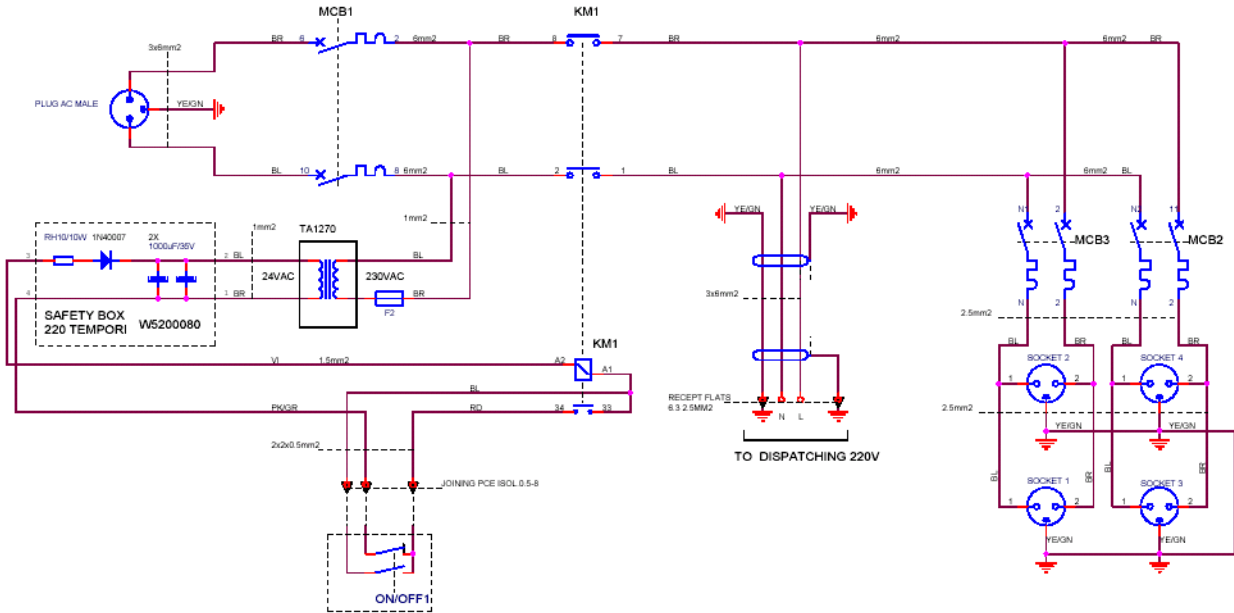 MCB1
KM1
BR 6 2 6mm2 BR 8 7 BR 6mm2 6mm2 BR
3x6mm2
PLUG AC MALE
YE/GN
BL 10 8 6mm2 BL 2 1 BL 6mm2 6mm2 BL
1mm2
1mm2
TA1270
YE/GN
YE/GN
N1 2 N2 11
MCB3
MCB2
RH10/10W 1N40007 2X
1000uF/35V
3 2 BL BL
24VAC 230VAC
4 1 BR BR
F2
SAFETY BOX
220 TEMPORI W5200080
3x6mm2
N 2 N 2
2.5mm2
KM1
VI 1.5mm2 A2
A1
BL BR BL BR
SOCKET 2 SOCKET 4
1 2 1 2
BL
PK/GR RD 34 33
RECEPT FLATS
6.3 2.5MM2
N L
2.5mm2
YE/GN YE/GN
2x2x0.5mm2
TO DISPATCHING 220V
JOINING PCE ISOL.0.5-8
BL BR BL BR
SOCKET 1 SOCKET 3
1 2 1 2
YE/GN YE/GN
ON/OFF1